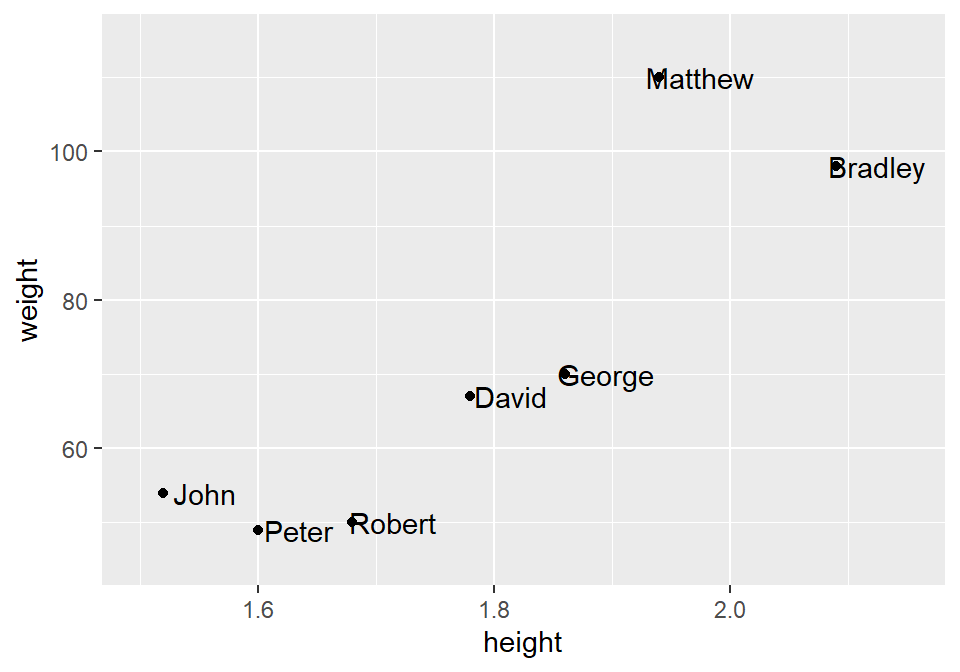 Matthew
100
Bradley
weight
80
George
David
60
John
Robert
Peter
1.6
1.8
2.0
height